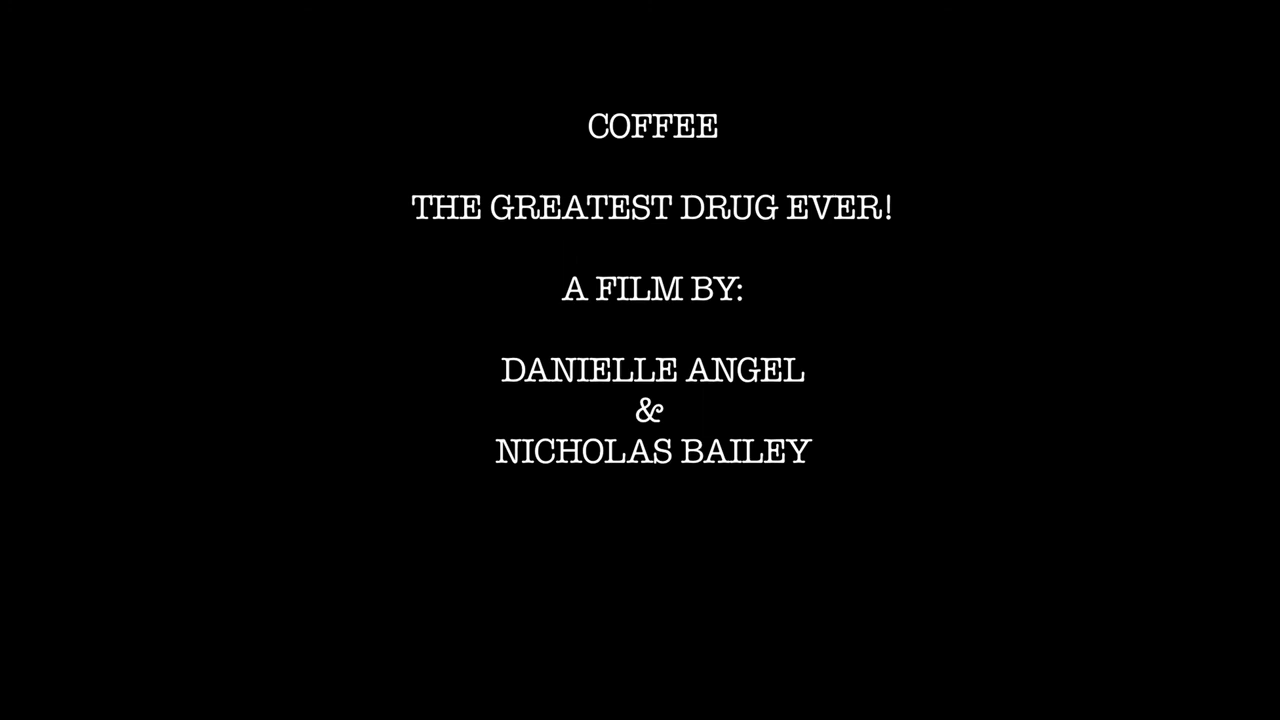 COFFEE
THE GREATEST DRUG EVER!
A FILM BY:
DANIELLE ANGEL
&
NICHOLAS BAILEY